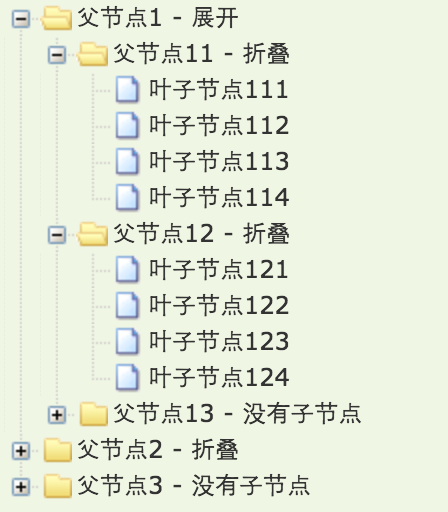 父节点1 - 展开
父节点11 - 折叠
叶子节点111
叶子节点112
叶子节点113
叶子节点114
父节点12 - 折叠
叶子节点121
叶子节点122
叶子节点123
叶子节点124
父节点13 - 没有子节点
父节点2 - 折叠
父节点3 - 没有子节点